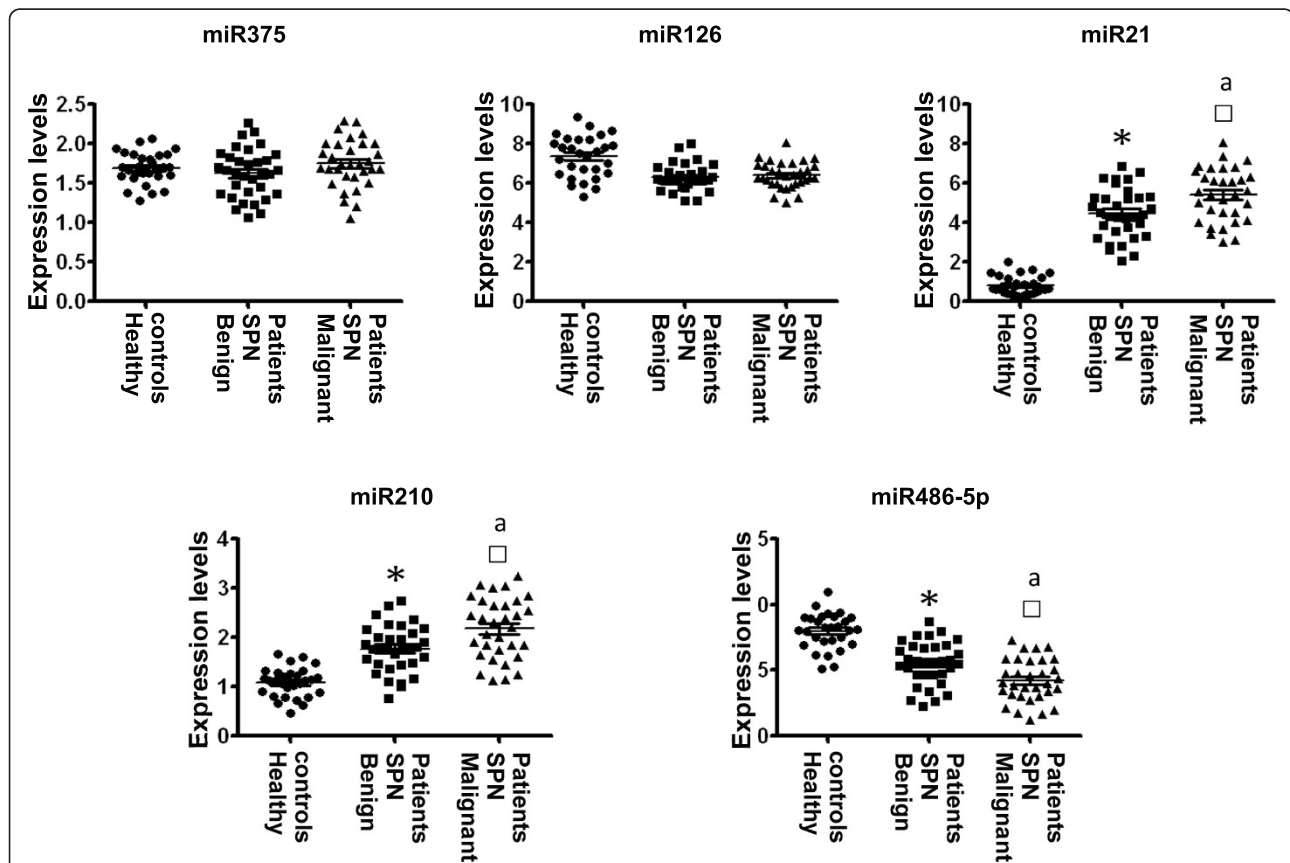 miR375
Expression levels
2.5
2.0
1.5
1.0
0.5
0.0
controls
Healthy
Patients
SPN
Benign
Patients
SPN
Malignant
miR126
Expression levels
10
8
6
4
2
0
controls
Healthy
Patients
SPN
Benign
Patients
SPN
Malignant
miR21
Expression levels
10
8
6
4
2
0
*
a
□
controls
Healthy
Patients
SPN
Benign
Patients
SPN
Malignant
miR210
Expression levels
4
3
2
1
0
*
a
□
controls
Healthy
Patients
SPN
Benign
Patients
SPN
Malignant
miR486-5p
Expression levels
5
0
5
0
*
a
□
controls
Healthy
Patients
SPN
Benign
Patients
SPN
Malignant